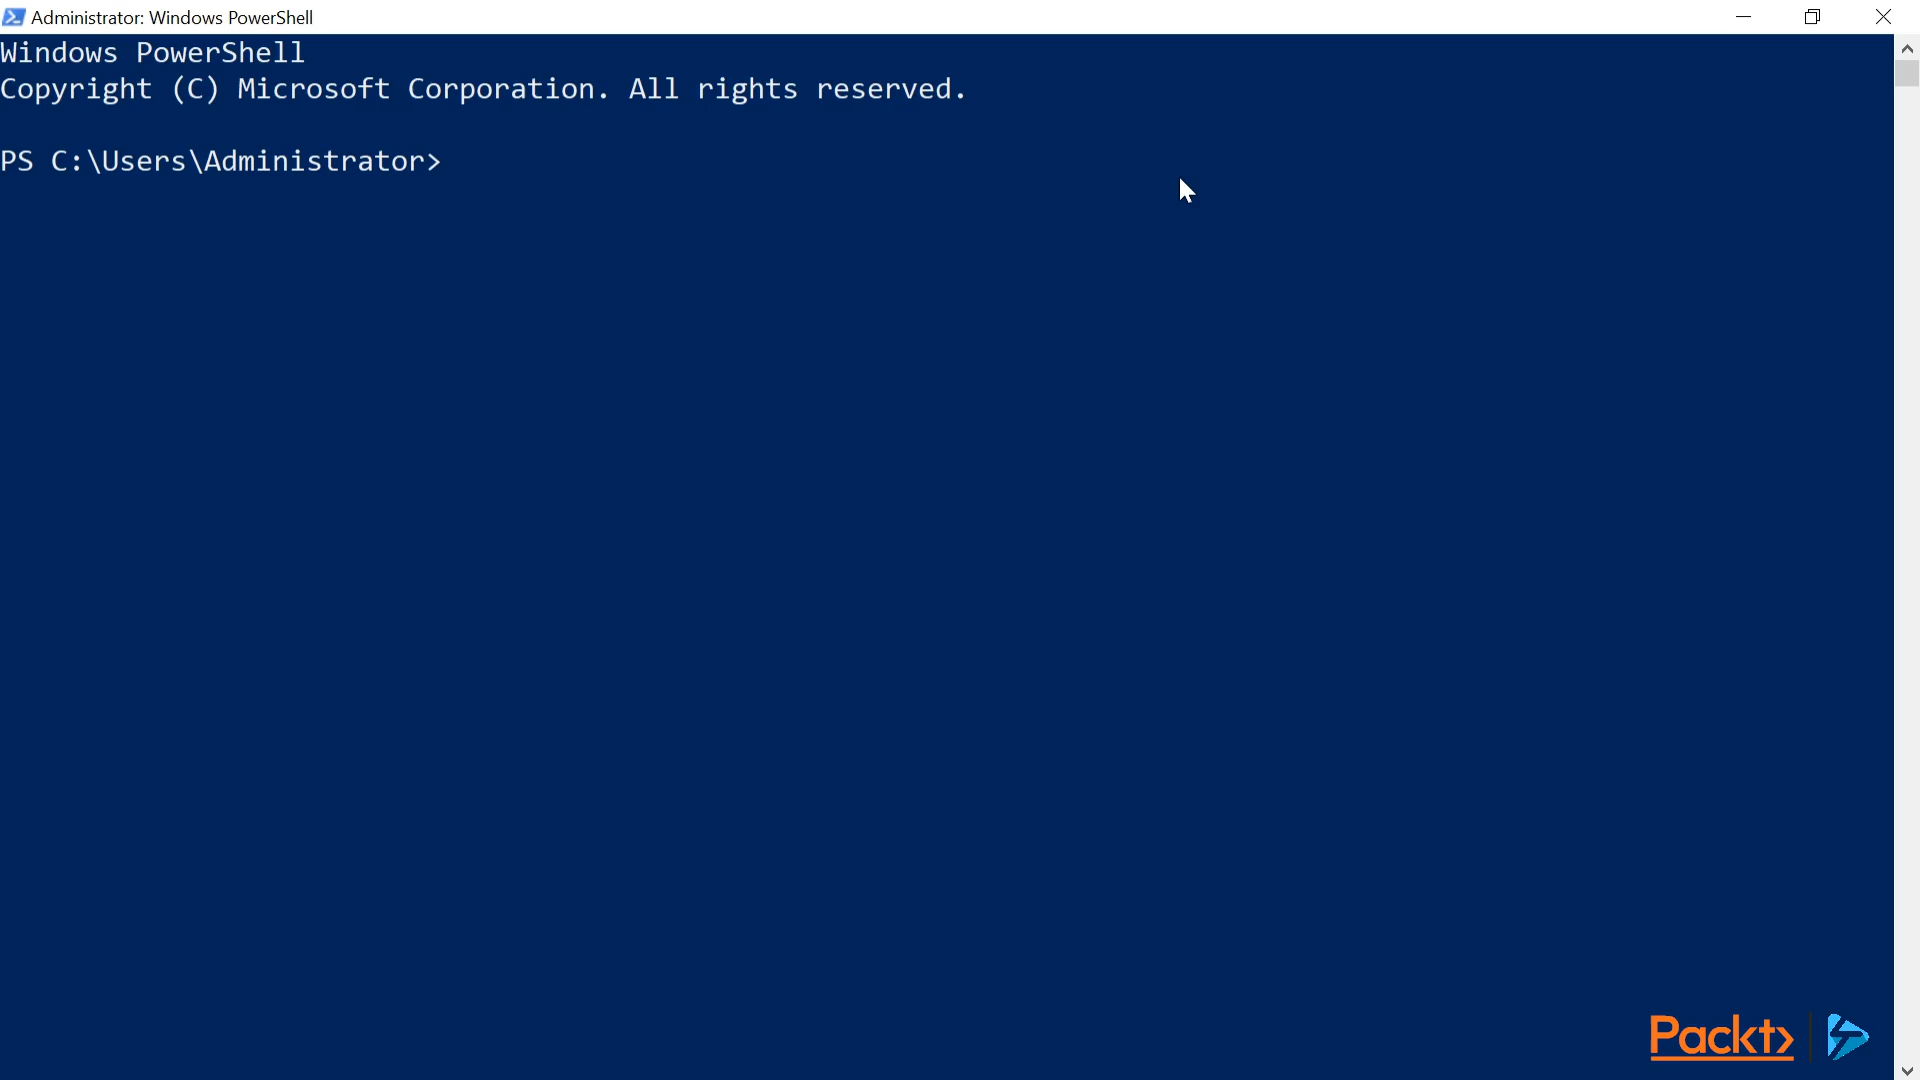 Administrator: Windows PowerShell
Windows PowerShell
Copyright (C) Microsoft Corporation. All rights reserved.
PS C:\Users\Administrator>
Packt>